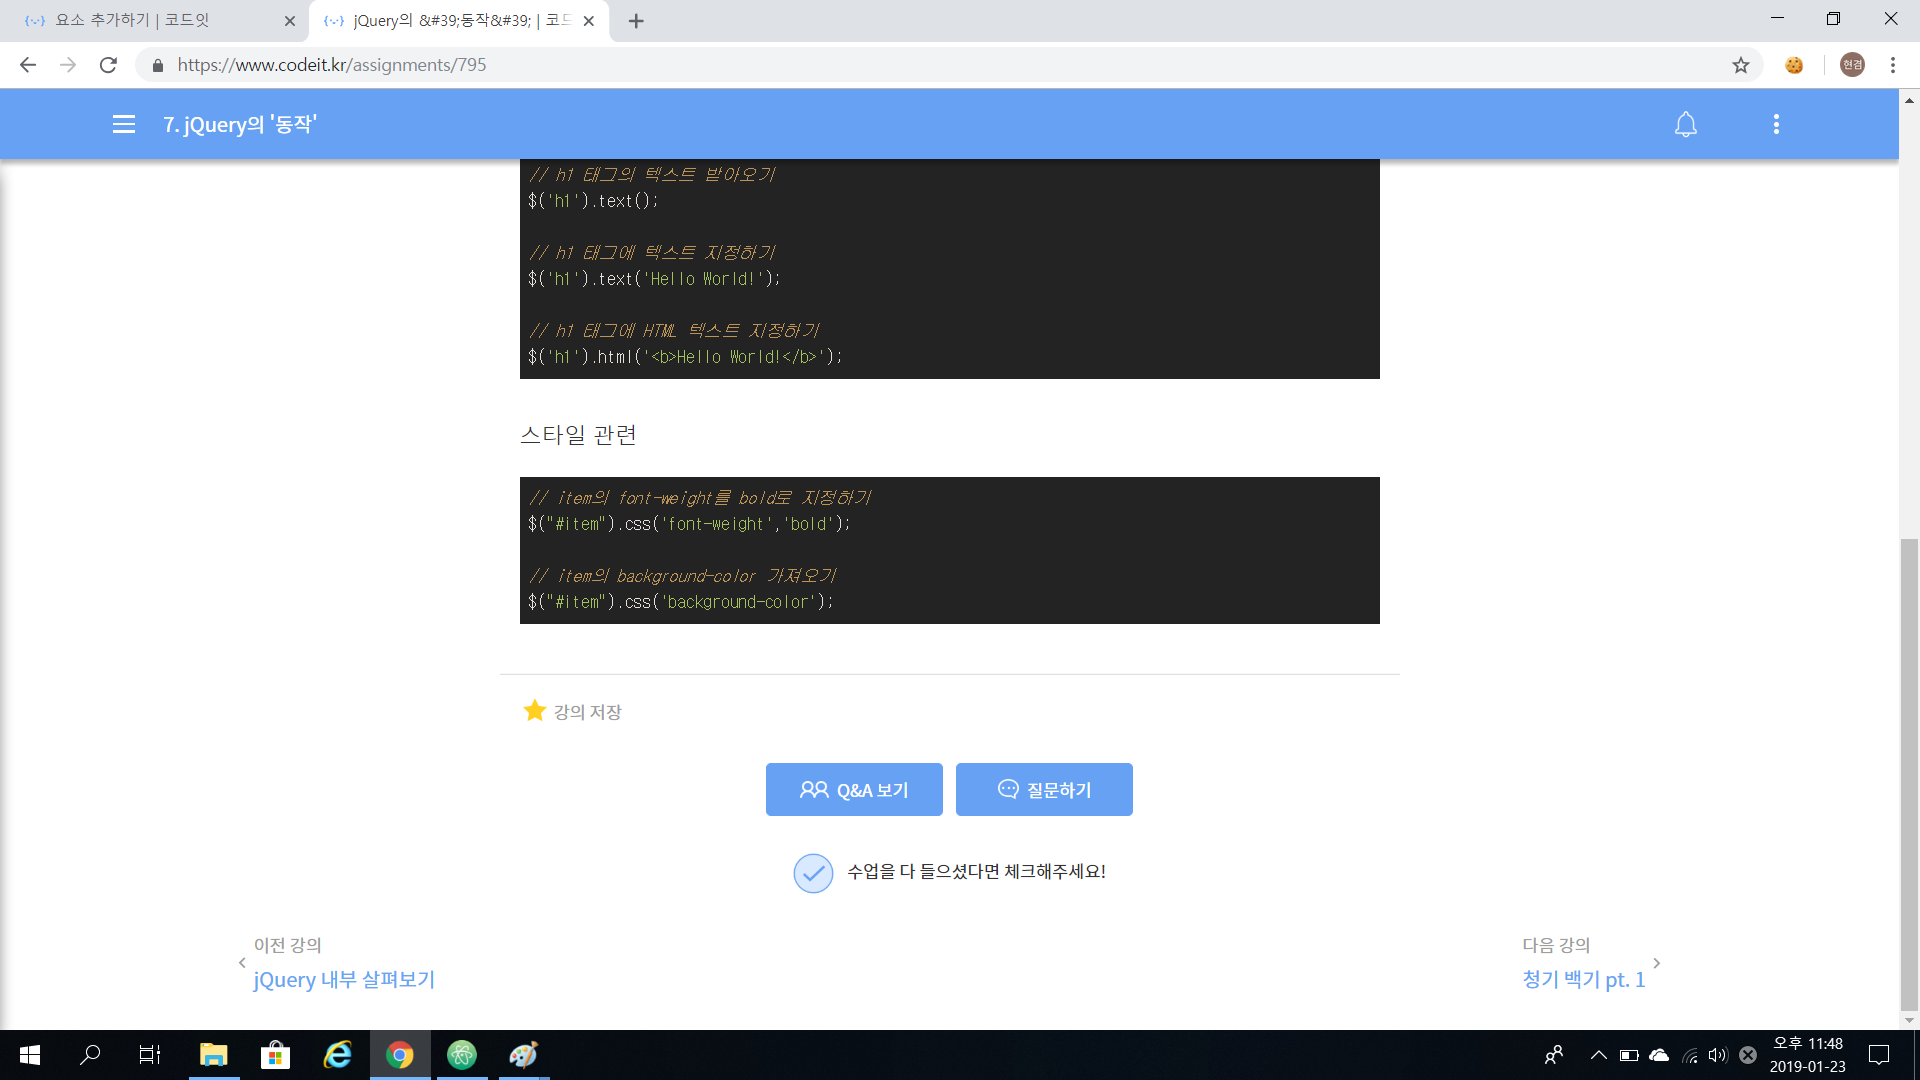 요소 추가하기 | 코드잇
jQuery의 &#39;동작&#39; | 코드
https://www.codeit.kr/assignments/795
현겸
7. jQuery의 '동작'
// h1 태그의 텍스트 받아오기
$('h1').text();
// h1 태그에 텍스트 지정하기
$('h1').text('Hello World!');
// h1 태그에 HTML 텍스트 지정하기
$('h1').html('<b>Hello World!</b>');
스타일 관련
// item의 font-weight를 bold로 지정하기
$("#item").css('font-weight','bold');
// item의 background-color 가져오기
$("#item").css('background-color');
강의 저장
Q&A 보기
질문하기
수업을 다 들으셨다면 체크해주세요!
이전 강의
jQuery 내부 살펴보기
다음 강의
청기 백기 pt. 1
오후 11:48
2019-01-23